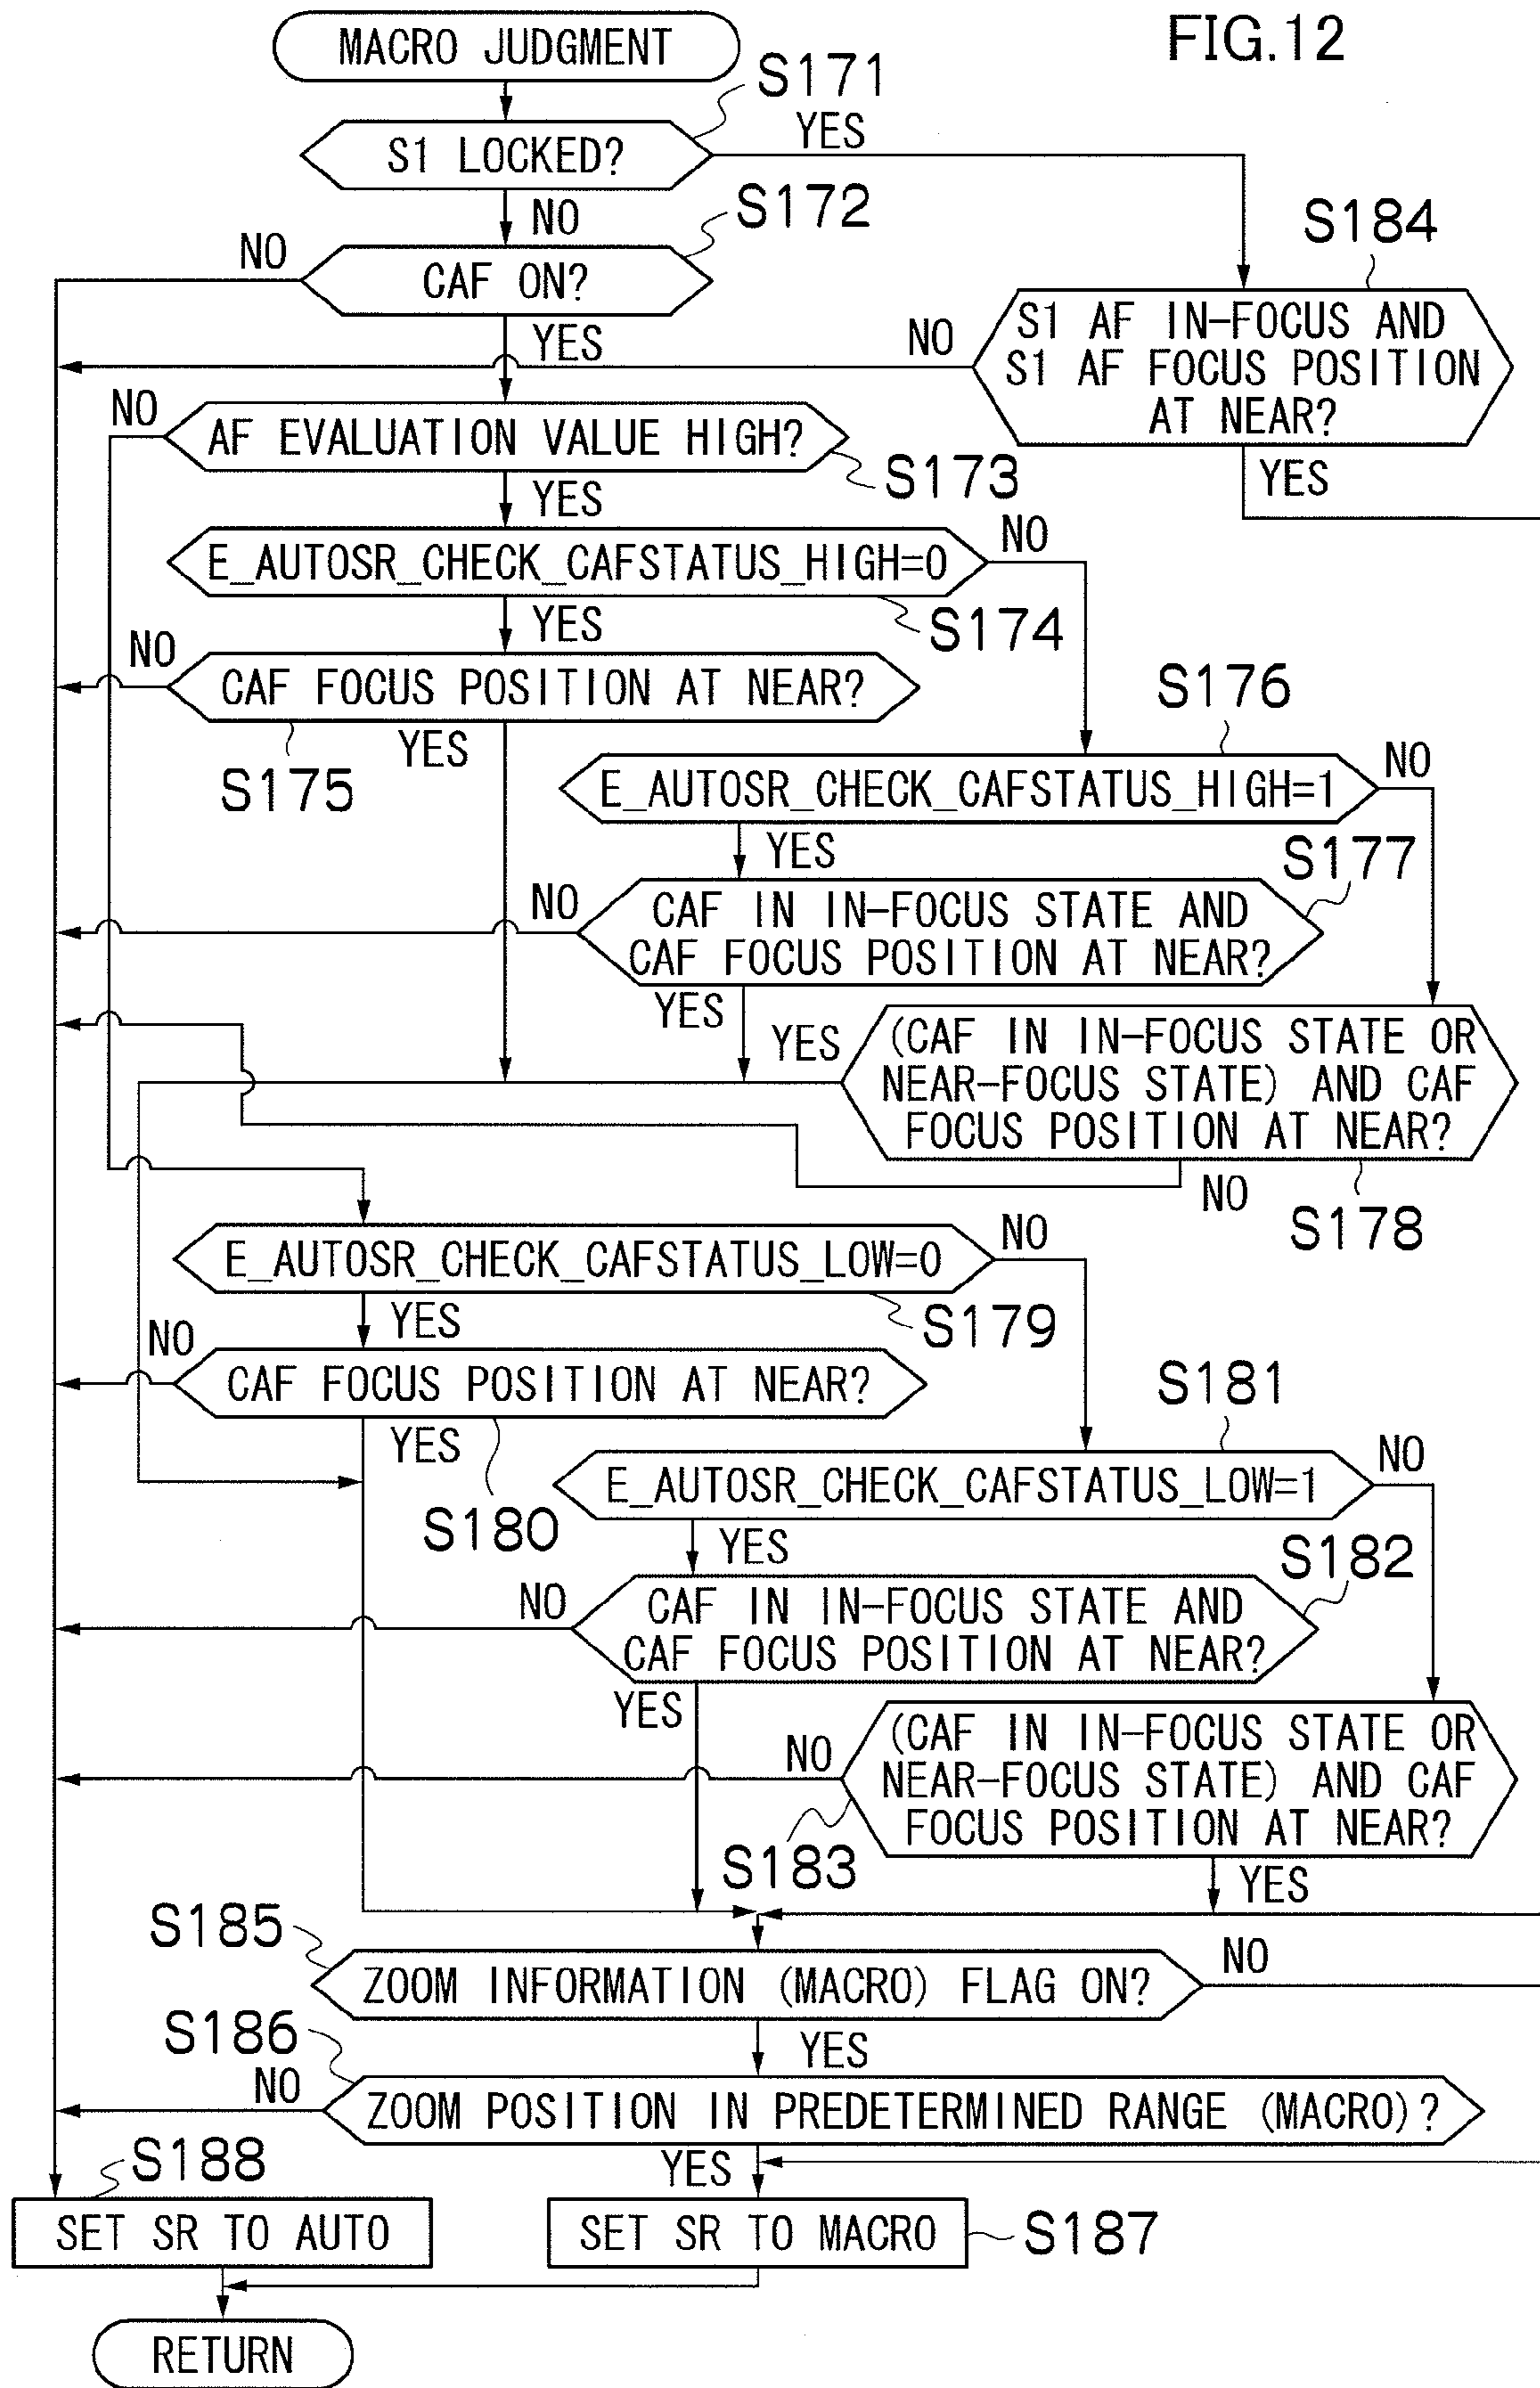 FIG.12
MACRO JUDGMENT
S171
S1 LOCKED?
YES
NO
S172
CAF ON?
NO
YES
S184
S1 AF IN-FOCUS AND
S1 AF FOCUS POSITION
AT NEAR?
NO
YES
AF EVALUATION VALUE HIGH?
NO
S173
YES
E_AUTOSR_CHECK_CAFSTATUS_HIGH=0
NO
S174
YES
CAF FOCUS POSITION AT NEAR?
NO
S175
YES
S176
E_AUTOSR_CHECK_CAFSTATUS_HIGH=1
NO
YES
S177
CAF IN IN-FOCUS STATE AND
CAF FOCUS POSITION AT NEAR?
NO
YES
(CAF IN IN-FOCUS STATE OR
NEAR-FOCUS STATE) AND CAF
FOCUS POSITION AT NEAR?
YES
NO
S178
E_AUTOSR_CHECK_CAFSTATUS_LOW=0
NO
S179
YES
CAF FOCUS POSITION AT NEAR?
NO
YES
S180
S181
E_AUTOSR_CHECK_CAFSTATUS_LOW=1
NO
YES
S182
CAF IN IN-FOCUS STATE AND
CAF FOCUS POSITION AT NEAR?
NO
YES
(CAF IN IN-FOCUS STATE OR
NEAR-FOCUS STATE) AND CAF
FOCUS POSITION AT NEAR?
NO
S183
YES
S185
ZOOM INFORMATION (MACRO) FLAG ON?
NO
YES
S186
ZOOM POSITION IN PREDETERMINED RANGE (MACRO)?
NO
YES
S188
SET SR TO AUTO
SET SR TO MACRO
S187
RETURN